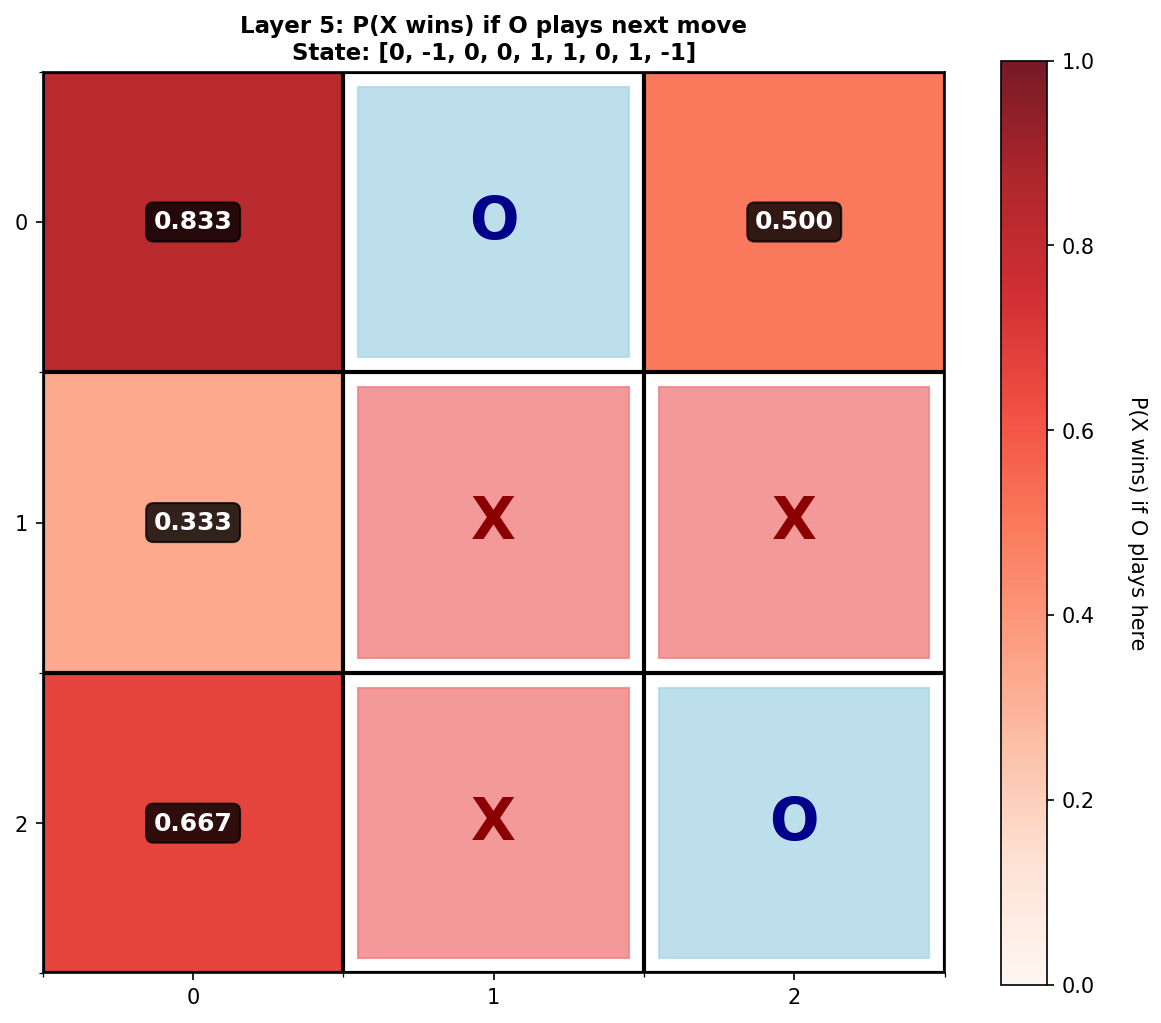 Layer 5: P(X wins) if O plays next move
State: [0, -1, 0, 0, 1, 1, 0, 1, -1]
0
0.833
O
0.500
1
0.333
X
X
2
0.667
X
O
0
1
2
1.0
0.8
0.6
0.4
0.2
0.0
P(X wins) if O plays here